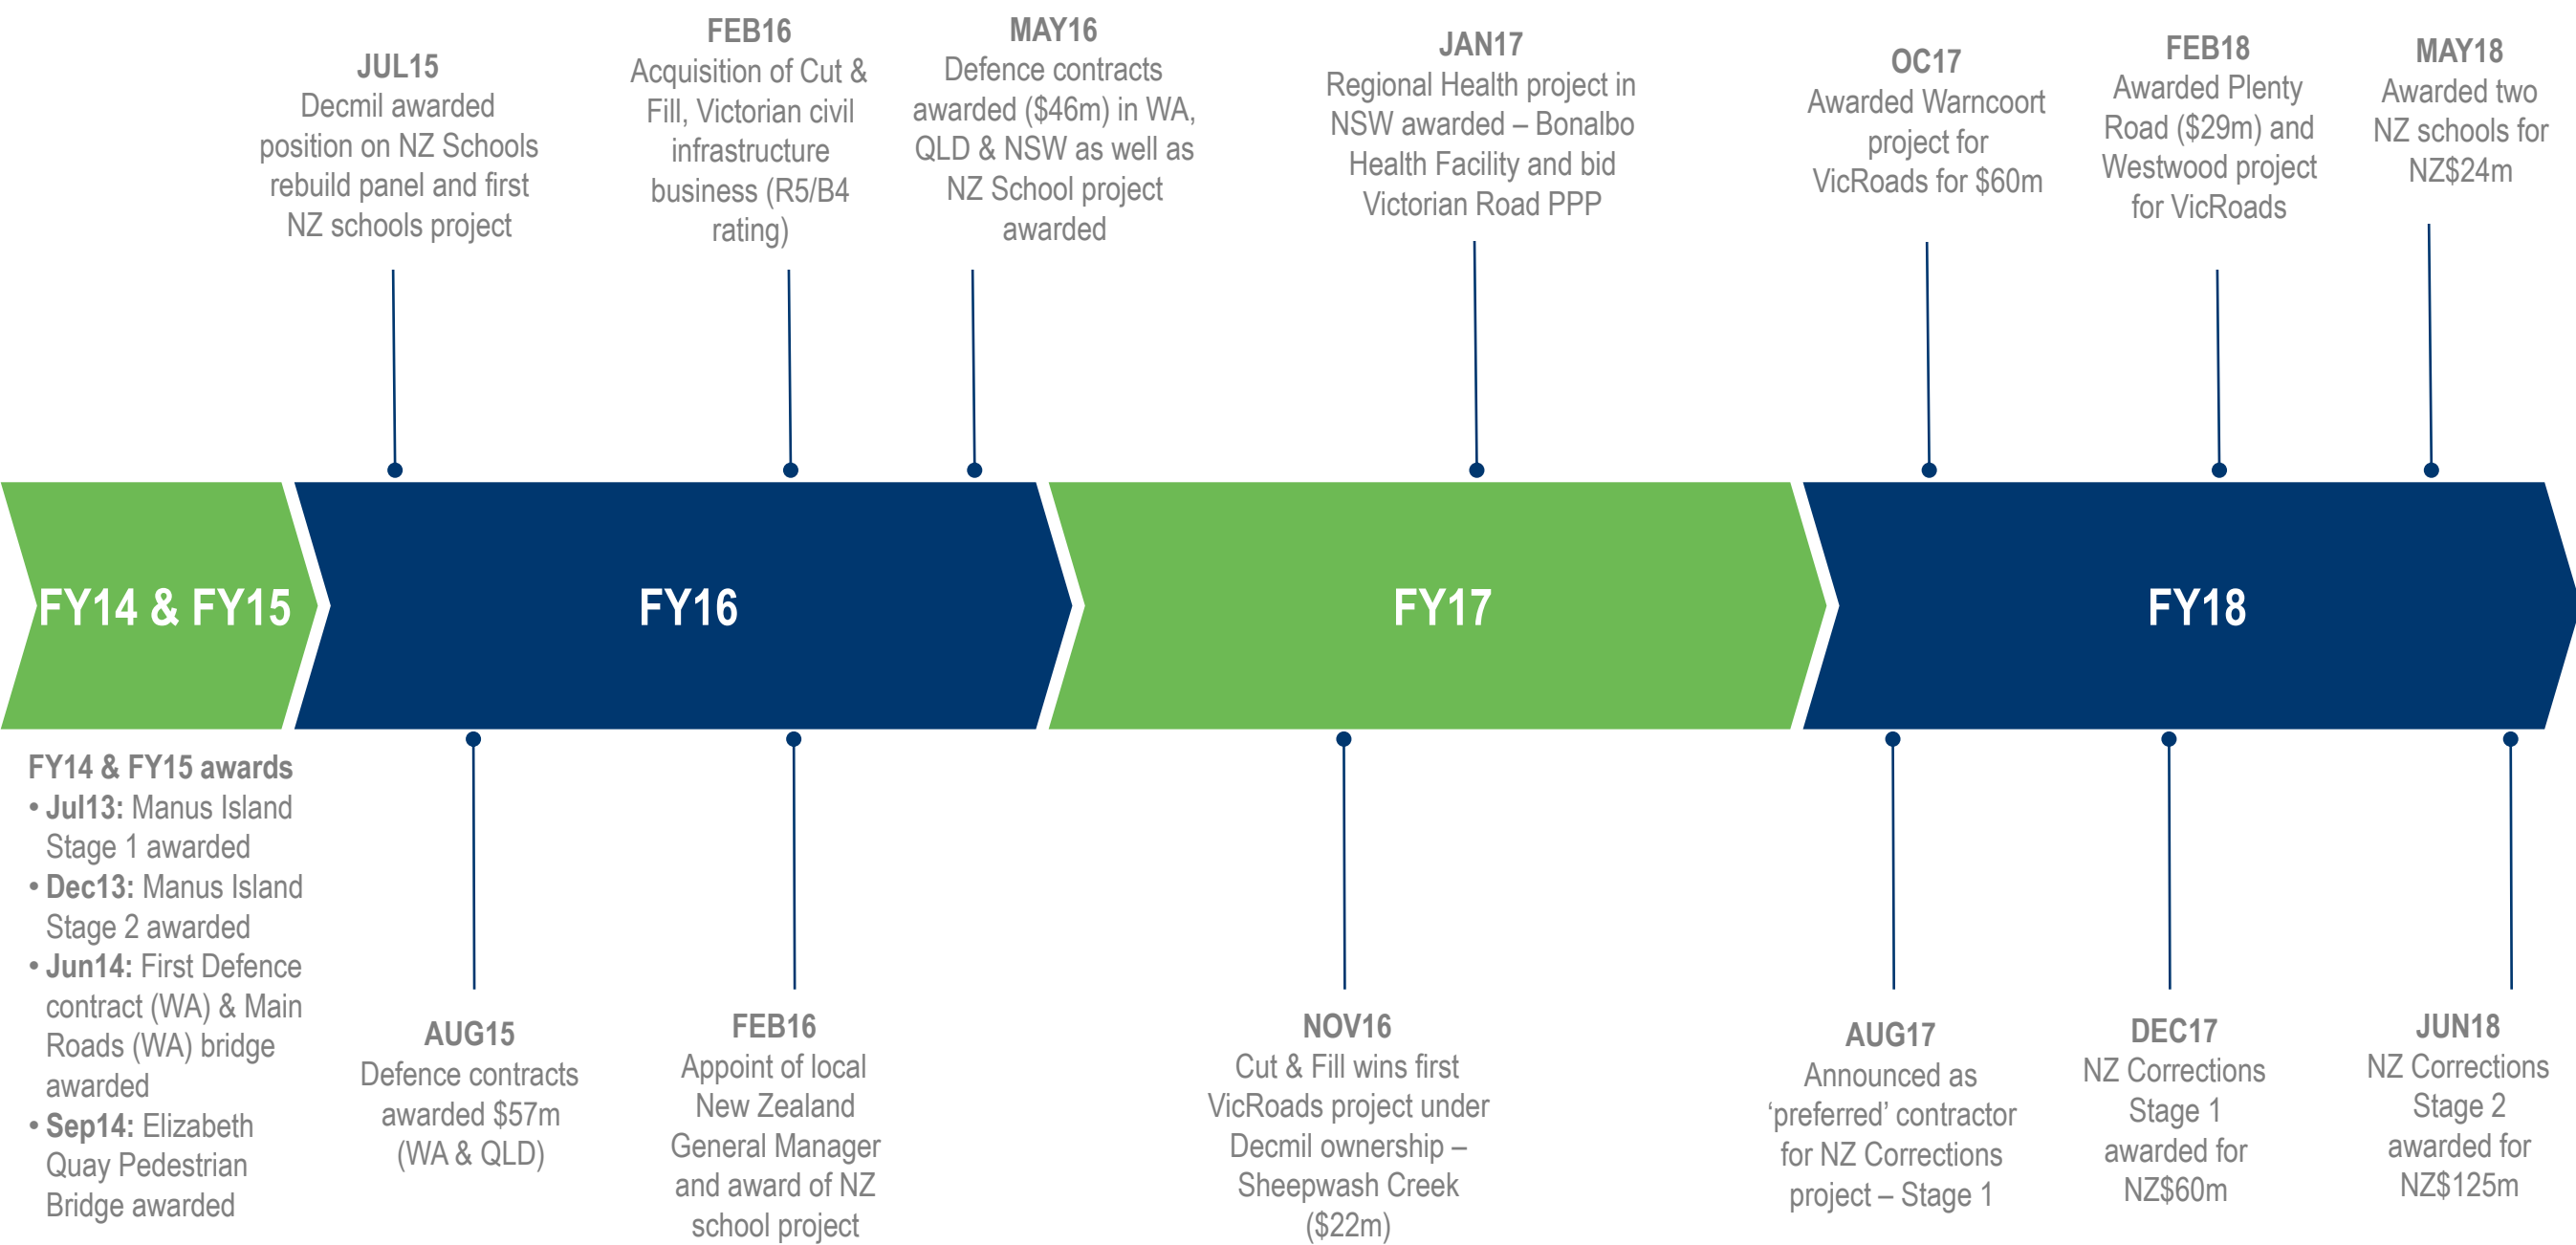 JUL15
Decmil awarded
position on NZ Schools
rebuild panel and first
NZ schools project
FEB16
Acquisition of Cut &
Fill, Victorian civil
infrastructure
business (R5/B4
rating)
MAY16
Defence contracts
awarded ($46m) in WA,
QLD & NSW as well as
NZ School project
awarded
JAN17
Regional Health project in
NSW awarded – Bonalbo
Health Facility and bid
Victorian Road PPP
OC17
Awarded Warncoort
project for
VicRoads for $60m
FEB18
Awarded Plenty
Road ($29m) and
Westwood project
for VicRoads
MAY18
Awarded two
NZ schools for
NZ$24m
FY14 & FY15
FY16
FY17
FY18
FY14 & FY15 awards
• Jul13: Manus Island
Stage 1 awarded
• Dec13: Manus Island
Stage 2 awarded
• Jun14: First Defence
contract (WA) & Main
Roads (WA) bridge
awarded
• Sep14: Elizabeth
Quay Pedestrian
Bridge awarded
AUG15
Defence contracts
awarded $57m
(WA & QLD)
FEB16
Appoint of local
New Zealand
General Manager
and award of NZ
school project
NOV16
Cut & Fill wins first
VicRoads project under
Decmil ownership –
Sheepwash Creek
($22m)
AUG17
Announced as
‘preferred’ contractor
for NZ Corrections
project – Stage 1
DEC17
NZ Corrections
Stage 1
awarded for
NZ$60m
JUN18
NZ Corrections
Stage 2
awarded for
NZ$125m